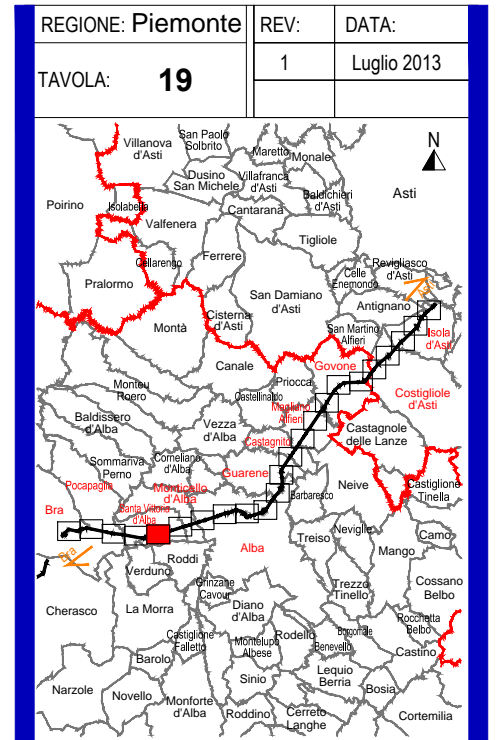 REGIONE: Piemonte
REV:
DATA:
TAVOLA: 19
1
Luglio 2013
N
Villanova
d'Asti
San Paolo
Solbrito
Maretto
Monale
Dusino
San Michele
Villafranca
d'Asti
Baldichieri
d'Asti
Asti
Poirino
Isolabella
Valfenera
Cantarana
Tigliole
Cellarengo
Ferrere
Revigliasco
d'Asti
Celle
Enemondo
Pralormo
San Damiano
d'Asti
Antignano
Cisterna
d'Asti
Montà
San Martino
Alfieri
Isola
d'Asti
Canale
Govone
Priocca
Monteu
Roero
Castellinaldo
Costigliole
d'Asti
Magliano
Alfieri
Baldissero
d'Alba
Vezza
d'Alba
Castagnito
Castagnole
delle Lanze
Sommariva
Perno
Corneliano
d'Alba
Guarene
Pocapaglia
Monticello
d'Alba
Neive
Castiglione
Tinella
Barbaresco
Bra
Santa Vittoria
d'Alba
Neviglie
Treiso
Camo
Alba
Mango
Bra
Roddi
Verduno
Grinzane
Cavour
Trezzo
Tinello
Cossano
Belbo
Cherasco
La Morra
Diano
d'Alba
Rocchetta
Belbo
Castiglione
Falletto
Montelupo
Albese
Rodello
Borgomale
Benevello
Castino
Barolo
Lequio
Berria
Sinio
Narzole
Novello
Bosia
Monforte
d'Alba
Roddino
Cerreto
Langhe
Cortemilia